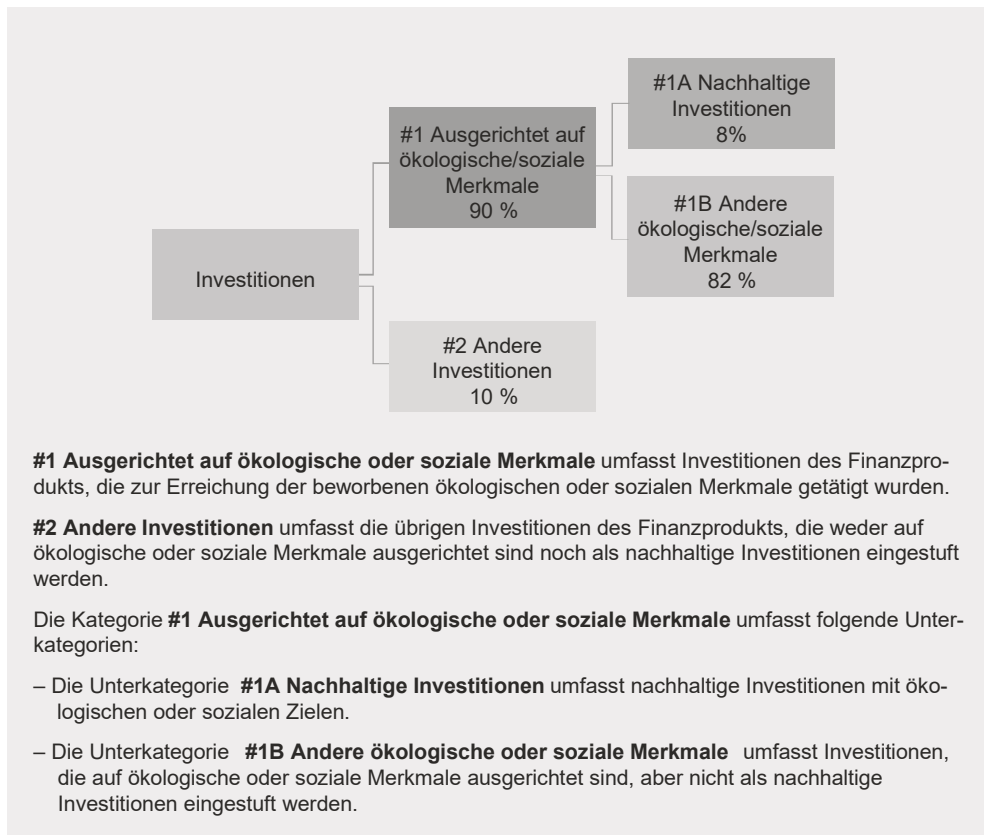 #1A Nachhaltige
Investitionen
8%
#1 Ausgerichtet auf
ökologische/soziale
Merkmale
90 %
#1B Andere
ökologische/soziale
Merkmale
82 %
Investitionen
#2 Andere
Investitionen
10 %
#1 Ausgerichtet auf ökologische oder soziale Merkmale umfasst Investitionen des Finanzpro-
dukts, die zur Erreichung der beworbenen ökologischen oder sozialen Merkmale getätigt wurden.
#2 Andere Investitionen umfasst die übrigen Investitionen des Finanzprodukts, die weder auf
ökologische oder soziale Merkmale ausgerichtet sind noch als nachhaltige Investitionen eingestuft
werden.
Die Kategorie #1 Ausgerichtet auf ökologische oder soziale Merkmale umfasst folgende Unter-
kategorien:
– Die Unterkategorie #1A Nachhaltige Investitionen umfasst nachhaltige Investitionen mit öko-
logischen oder sozialen Zielen.
– Die Unterkategorie #1B Andere ökologische oder soziale Merkmale umfasst Investitionen,
die auf ökologische oder soziale Merkmale ausgerichtet sind, aber nicht als nachhaltige
Investitionen eingestuft werden.